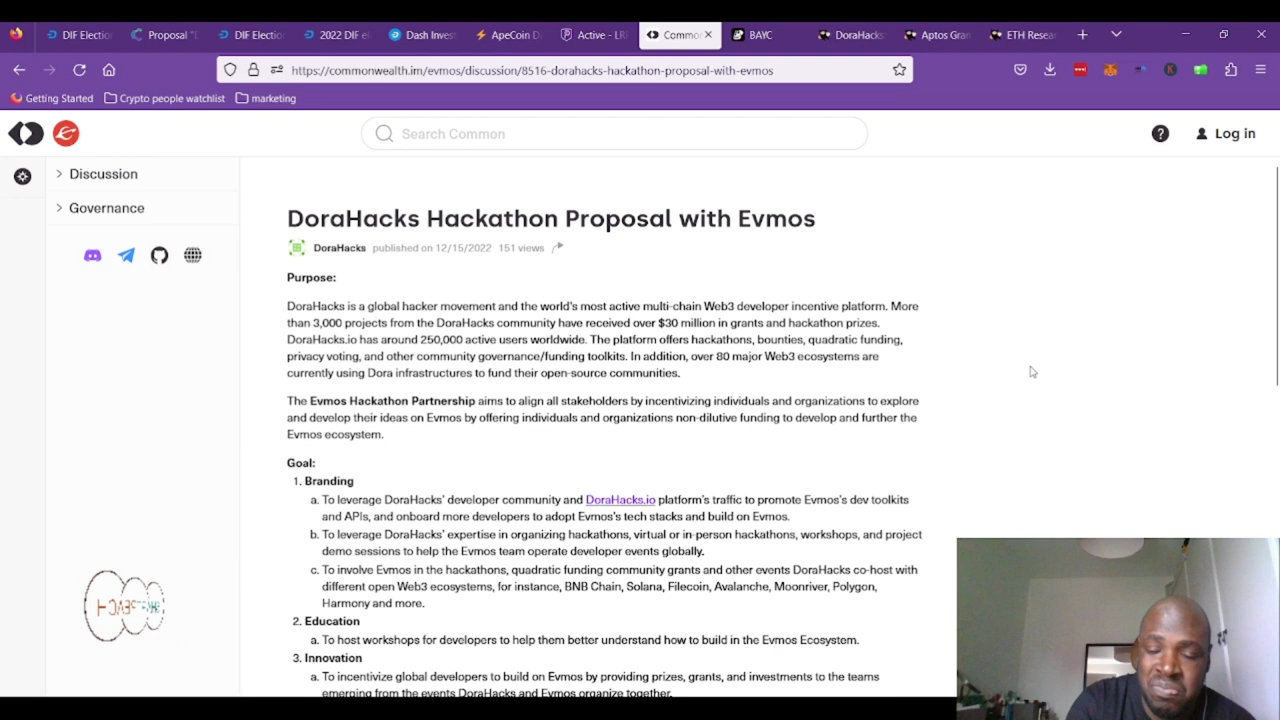 DIF Electio
Proposal "D
DIF Electio
2022 DIF el
Dash Invest
ApeCoin D
Active - LR
Commo
BAYC
DoraHacks
Aptos Gran
ETH Resea
https://commonwealth.im/evmos/discussion/8516-dorahacks-hackathon-proposal-with-evmos
Getting Started
Crypto people watchlist
marketing
Search Common
Log in
Discussion
Governance
DoraHacks Hackathon Proposal with Evmos
DoraHacks published on 12/15/2022 151 views
Purpose:
DoraHacks is a global hacker movement and the world's most active multi-chain Web3 developer incentive platform. More
than 3,000 projects from the DoraHacks community have received over $30 million in grants and hackathon prizes.
DoraHacks.io has around 250,000 active users worldwide. The platform offers hackathons, bounties, quadratic funding,
privacy voting, and other community governance/funding toolkits. In addition, over 80 major Web3 ecosystems are
currently using Dora infrastructures to fund their open-source communities.
The Evmos Hackathon Partnership aims to align all stakeholders by incentivizing individuals and organizations to explore
and develop their ideas on Evmos by offering individuals and organizations non-dilutive funding to develop and further the
Evmos ecosystem.
Goal:
1. Branding
a. To leverage DoraHacks' developer community and DoraHacks.io platform's traffic to promote Evmos's dev toolkits
and APIs, and onboard more developers to adopt Evmos's tech stacks and build on Evmos.
b. To leverage DoraHacks' expertise in organizing hackathons, virtual or in-person hackathons, workshops, and project
demo sessions to help the Evmos team operate developer events globally.
c. To involve Evmos in the hackathons, quadratic funding community grants and other events DoraHacks co-host with
different open Web3 ecosystems, for instance, BNB Chain, Solana, Filecoin, Avalanche, Moonriver, Polygon,
Harmony and more.
2. Education
a. To host workshops for developers to help them better understand how to build in the Evmos Ecosystem.
3. Innovation
a. To incentivize global developers to build on Evmos by providing prizes, grants, and investments to the teams
emerging from the events DoraHacks and Evmos organize together.